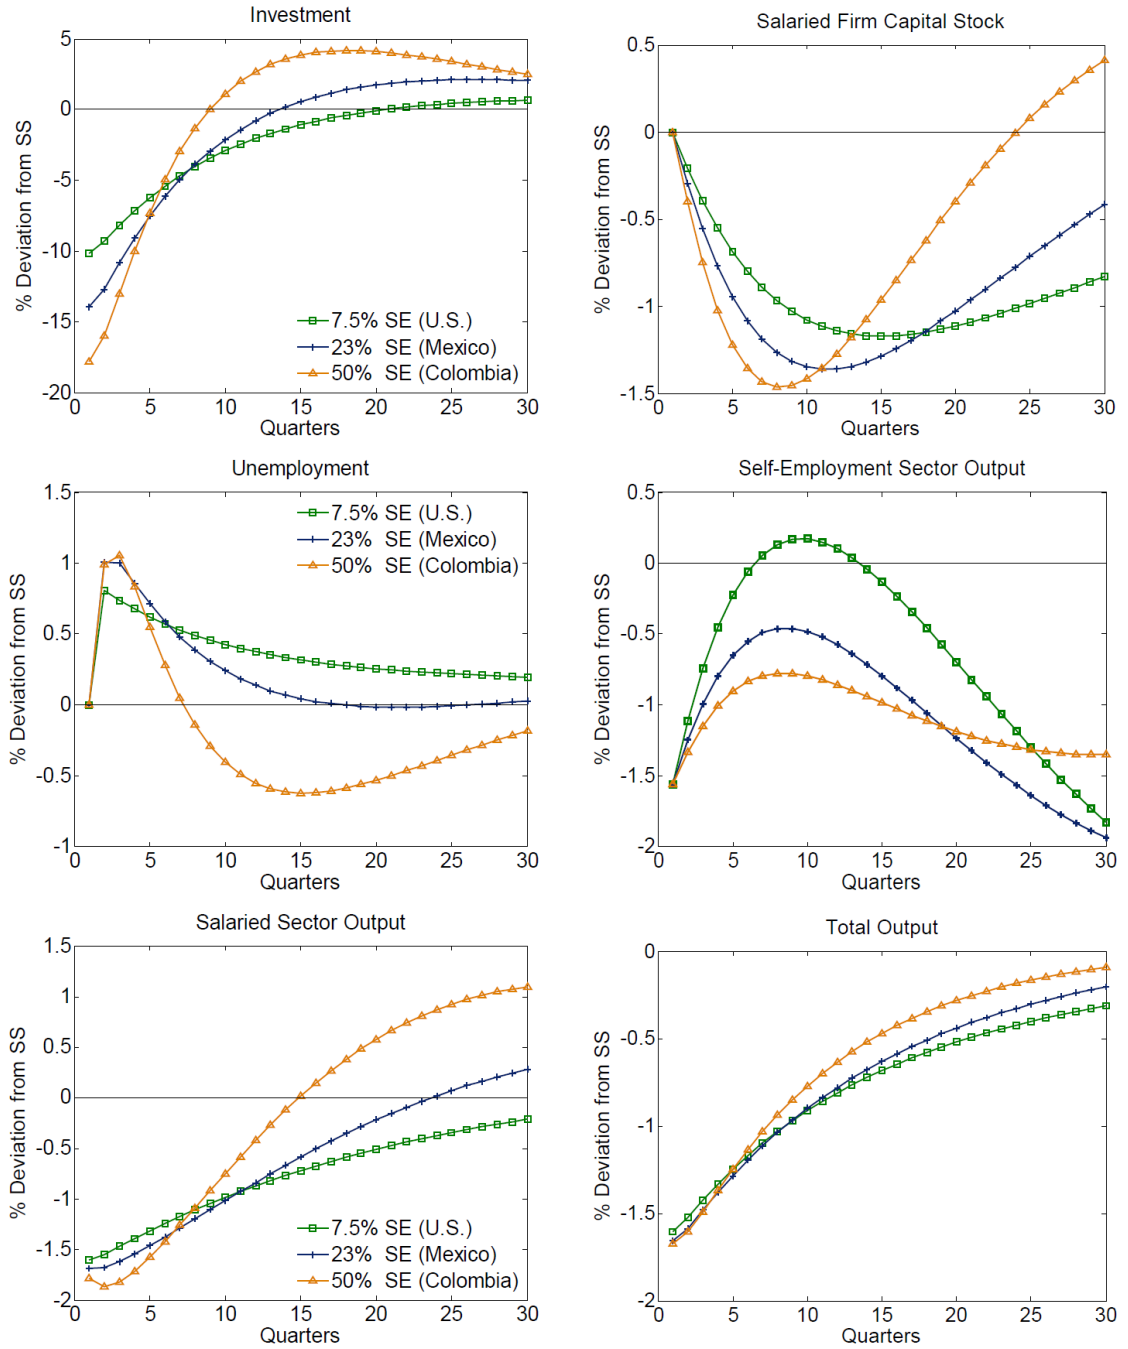 Investment
% Deviation from SS
5
0
-5
-10
-15
-20
0 5 10 15 20 25 30
Quarters
7.5% SE (U.S.)
23% SE (Mexico)
50% SE (Colombia)
Salaried Firm Capital Stock
% Deviation from SS
0.5
0
-0.5
-1
-1.5
0 5 10 15 20 25 30
Quarters
Unemployment
% Deviation from SS
1.5
1
0.5
0
-0.5
-1
0 5 10 15 20 25 30
Quarters
7.5% SE (U.S.)
23% SE (Mexico)
50% SE (Colombia)
Self-Employment Sector Output
% Deviation from SS
0.5
0
-0.5
-1
-1.5
-2
0 5 10 15 20 25 30
Quarters
Salaried Sector Output
% Deviation from SS
1.5
1
0.5
0
-0.5
-1
-1.5
-2
0 5 10 15 20 25 30
Quarters
7.5% SE (U.S.)
23% SE (Mexico)
50% SE (Colombia)
Total Output
% Deviation from SS
0
-0.5
-1
-1.5
-2
0 5 10 15 20 25 30
Quarters